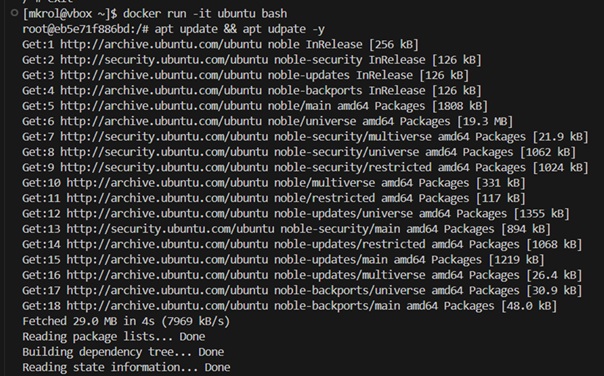 [mkrol@vbox ~]$ docker run -it ubuntu bash
root@eb5e71f886bd:/# apt update && apt udpate -y
Get:1 http://archive.ubuntu.com/ubuntu noble InRelease [256 kB]
Get:2 http://security.ubuntu.com/ubuntu noble-security InRelease [126 kB]
Get:3 http://archive.ubuntu.com/ubuntu noble-updates InRelease [126 kB]
Get:4 http://archive.ubuntu.com/ubuntu noble-backports InRelease [126 kB]
Get:5 http://archive.ubuntu.com/ubuntu noble/main amd64 Packages [1808 kB]
Get:6 http://archive.ubuntu.com/ubuntu noble/universe amd64 Packages [19.3 MB]
Get:7 http://security.ubuntu.com/ubuntu noble-security/multiverse amd64 Packages [21.9 kB]
Get:8 http://security.ubuntu.com/ubuntu noble-security/universe amd64 Packages [1062 kB]
Get:9 http://security.ubuntu.com/ubuntu noble-security/restricted amd64 Packages [1024 kB]
Get:10 http://archive.ubuntu.com/ubuntu noble/multiverse amd64 Packages [331 kB]
Get:11 http://archive.ubuntu.com/ubuntu noble/restricted amd64 Packages [117 kB]
Get:12 http://archive.ubuntu.com/ubuntu noble-updates/universe amd64 Packages [1355 kB]
Get:13 http://security.ubuntu.com/ubuntu noble-security/main amd64 Packages [894 kB]
Get:14 http://archive.ubuntu.com/ubuntu noble-updates/restricted amd64 Packages [1068 kB]
Get:15 http://archive.ubuntu.com/ubuntu noble-updates/main amd64 Packages [1219 kB]
Get:16 http://archive.ubuntu.com/ubuntu noble-updates/multiverse amd64 Packages [26.4 kB]
Get:17 http://archive.ubuntu.com/ubuntu noble-backports/universe amd64 Packages [30.9 kB]
Get:18 http://archive.ubuntu.com/ubuntu noble-backports/main amd64 Packages [48.0 kB]
Fetched 29.0 MB in 4s (7969 kB/s)
Reading package lists... Done
Building dependency tree... Done
Reading state information... Done